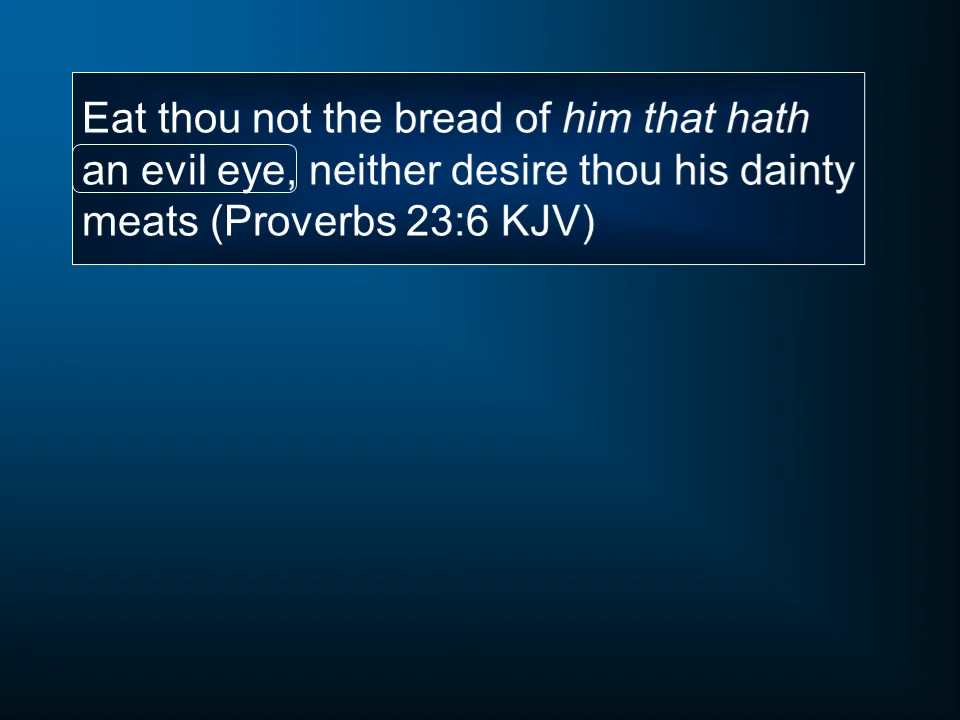 Eat thou not the bread of him that hath
an evil eye, neither desire thou his dainty
meats (Proverbs 23:6 KJV)